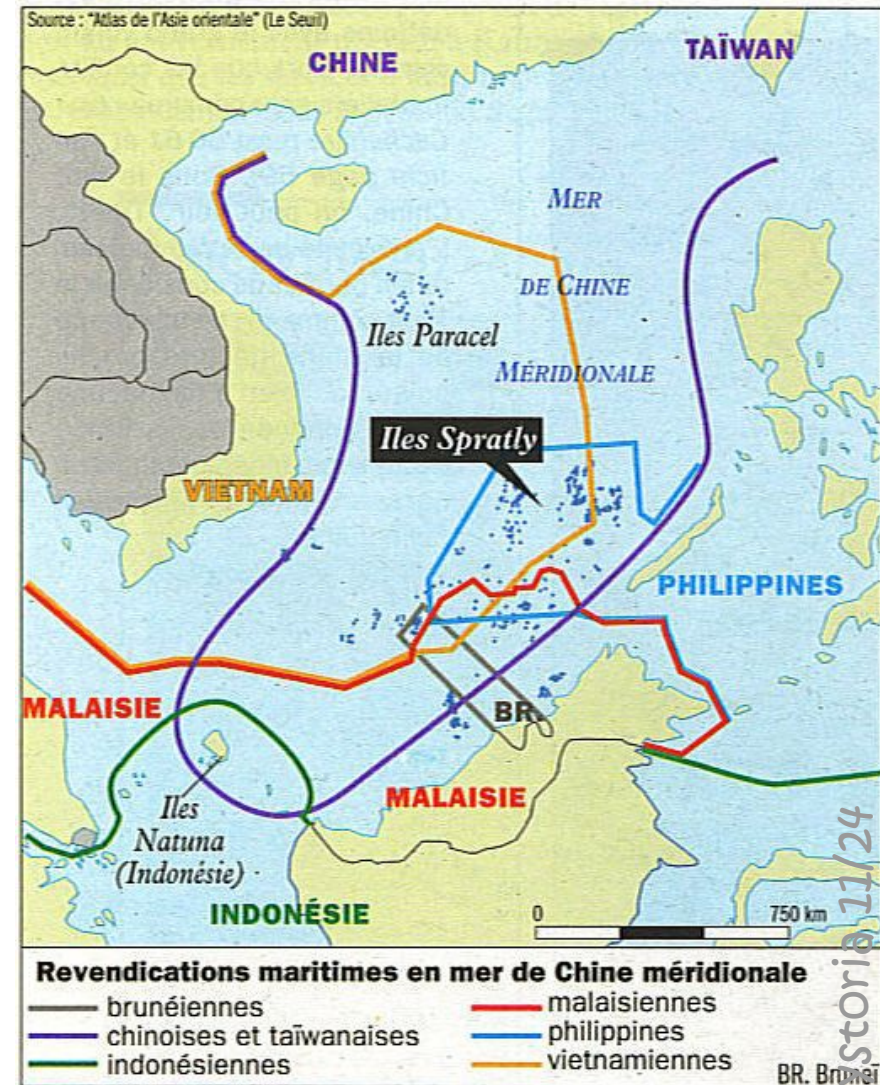 Source : "Atlas de l'Asie orientale" (Le Seuil)
CHINE
TAÏWAN
MER
DE CHINE
MÉRIDIONALE
Iles Paracel
Iles Spratly
VIETNAM
PHILIPPINES
MALAISIE
BR.
MALAISIE
Iles
Natuna
(Indonésie)
INDONÉSIE
0 750 km
Revendications maritimes en mer de Chine méridionale
brunéiennes
chinoises et taïwanaises
indonésiennes
malaisiennes
philippines
vietnamiennes
BR. Brunei
astoria 11/24